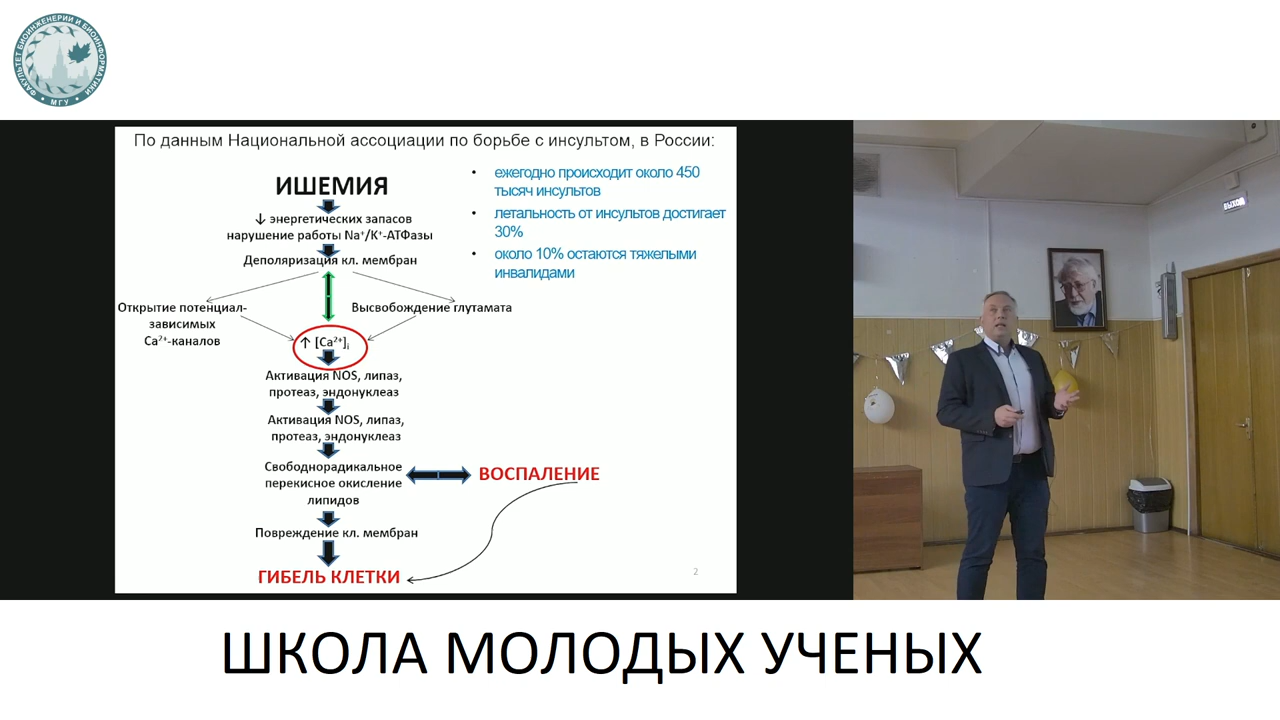 ФАКУЛЬТЕТ БИОИНЖЕНЕРИИ И БИОИНФОРМАТИКИ
МГУ
По данным Национальной ассоциации по борьбе с инсультом, в России:
ИШЕМИЯ
↓ энергетических запасов
нарушение работы Na⁺/K⁺-АТФазы
Деполяризация кл. мембран
Открытие потенциал-
зависимых
Ca²⁺-каналов
Высвобождение глутамата
↑ [Ca²⁺]i
Активация NOS, липаз,
протеаз, эндонуклеаз
Активация NOS, липаз,
протеаз, эндонуклеаз
Свободнорадикальное
перекисное окисление
липидов
ВОСПАЛЕНИЕ
Повреждение кл. мембран
ГИБЕЛЬ КЛЕТКИ
• ежегодно происходит около 450
тысяч инсультов
• летальность от инсультов достигает
30%
• около 10% остаются тяжелыми
инвалидами
2
ВЫХОД
ШКОЛА МОЛОДЫХ УЧЕНЫХ